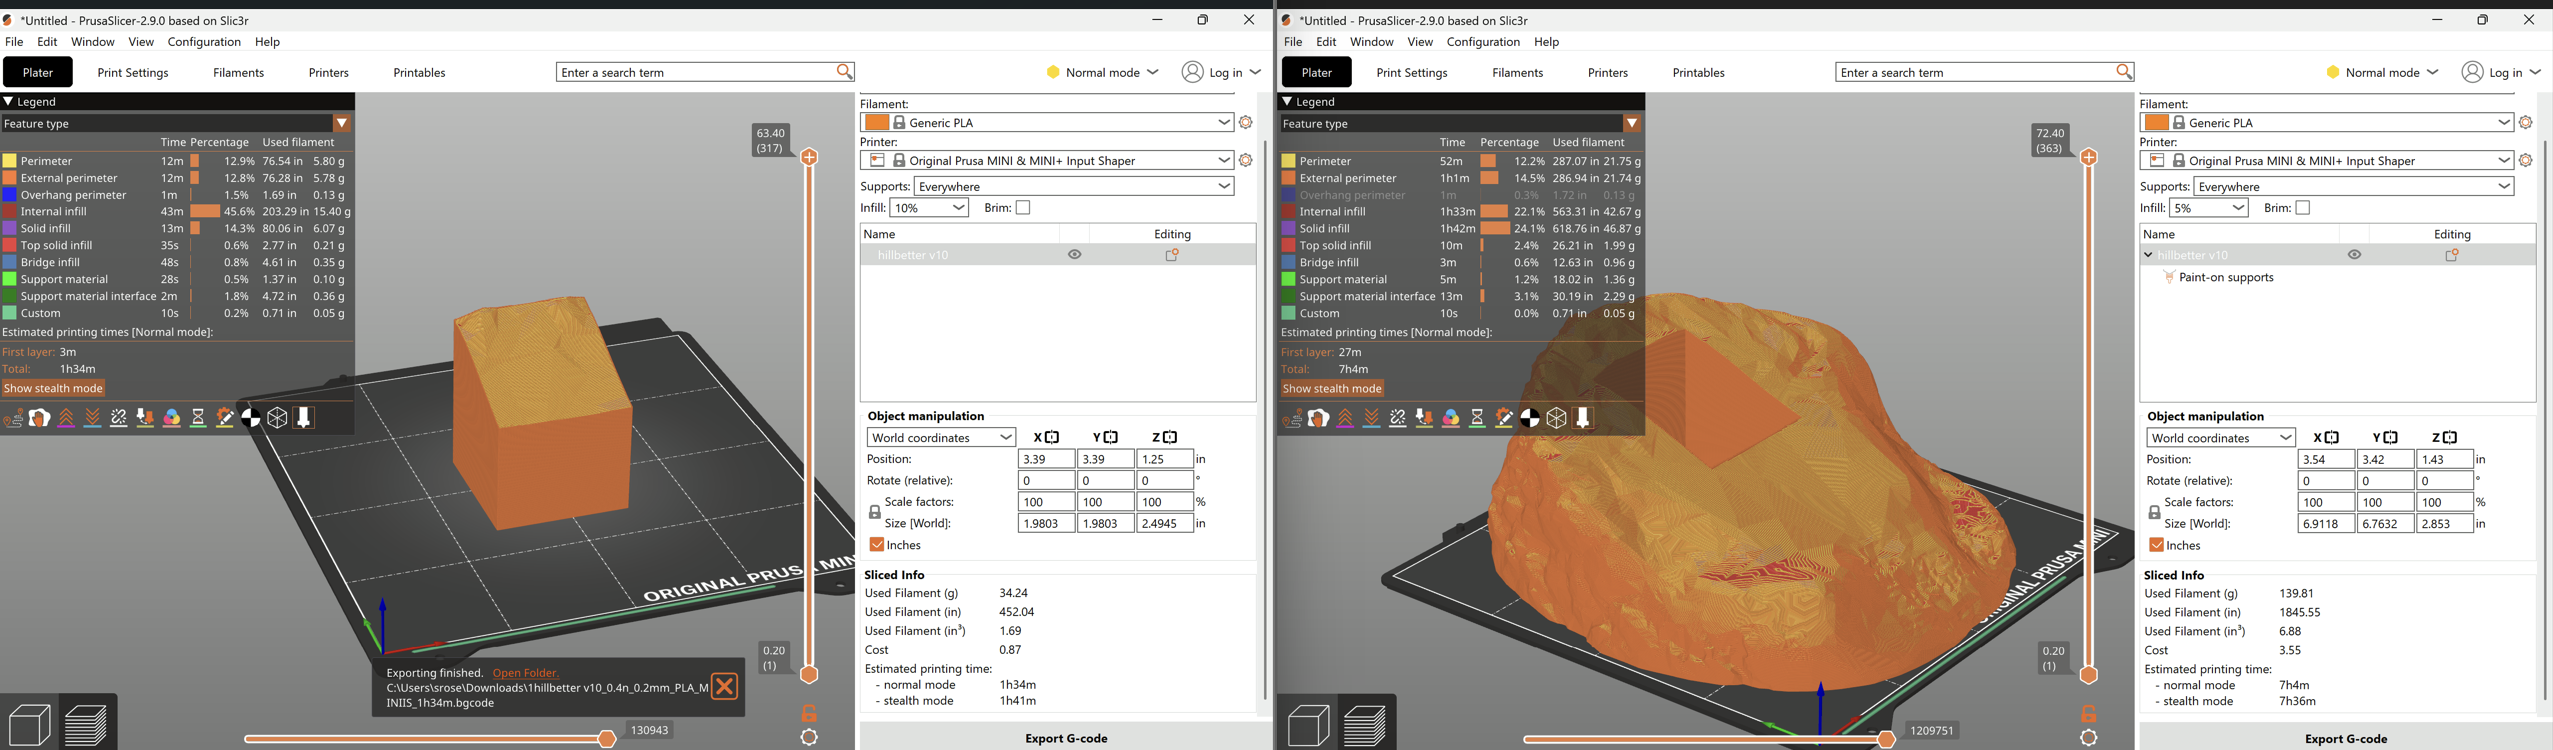 *Untitled - PrusaSlicer-2.9.0 based on Slic3r
File Edit Window View Configuration Help
Plater Print Settings Filaments Printers Printables Enter a search term Normal mode Log in
Legend
Feature type
Time Percentage Used filament
Perimeter 12m 12.9% 76.54 in 5.80 g
External perimeter 12m 12.8% 76.28 in 5.78 g
Overhang perimeter 1m 1.5% 1.69 in 0.13 g
Internal infill 43m 45.6% 203.29 in 15.40 g
Solid infill 13m 14.3% 80.06 in 6.07 g
Top solid infill 35s 0.6% 2.77 in 0.21 g
Bridge infill 48s 0.8% 4.61 in 0.35 g
Support material 28s 0.5% 1.37 in 0.10 g
Support material interface 2m 1.8% 4.72 in 0.36 g
Custom 10s 0.2% 0.71 in 0.05 g
Estimated printing times [Normal mode]:
First layer: 3m
Total: 1h34m
Show stealth mode
63.40
(317)
ORIGINAL PRUSA MINI
0.20
(1)
Exporting finished. Open Folder.
C:\Users\srose\Downloads\1hillbetter v10_0.4n_0.2mm_PLA_M
INIIS_1h34m.bgcode
130943
Filament:
Generic PLA
Printer:
Original Prusa MINI & MINI+ Input Shaper
Supports: Everywhere
Infill: 10% Brim:
Name Editing
hillbetter v10
Object manipulation
World coordinates X Y Z
Position: 3.39 3.39 1.25 in
Rotate (relative): 0 0 0 °
Scale factors: 100 100 100 %
Size [World]: 1.9803 1.9803 2.4945 in
Inches
Sliced Info
Used Filament (g) 34.24
Used Filament (in) 452.04
Used Filament (in³) 1.69
Cost 0.87
Estimated printing time:
- normal mode 1h34m
- stealth mode 1h41m
Export G-code
*Untitled - PrusaSlicer-2.9.0 based on Slic3r
File Edit Window View Configuration Help
Plater Print Settings Filaments Printers Printables Enter a search term Normal mode Log in
Legend
Feature type
Time Percentage Used filament
Perimeter 52m 12.2% 287.07 in 21.75 g
External perimeter 1h1m 14.5% 286.94 in 21.74 g
Overhang perimeter 1m 0.3% 1.72 in 0.13 g
Internal infill 1h33m 22.1% 563.31 in 42.67 g
Solid infill 1h42m 24.1% 618.76 in 46.87 g
Top solid infill 10m 2.4% 26.21 in 1.99 g
Bridge infill 3m 0.6% 12.63 in 0.96 g
Support material 5m 1.2% 18.02 in 1.36 g
Support material interface 13m 3.1% 30.19 in 2.29 g
Custom 10s 0.0% 0.71 in 0.05 g
Estimated printing times [Normal mode]:
First layer: 27m
Total: 7h4m
Show stealth mode
72.40
(363)
ORIGINAL PRUSA MINI
0.20
(1)
1209751
Filament:
Generic PLA
Printer:
Original Prusa MINI & MINI+ Input Shaper
Supports: Everywhere
Infill: 5% Brim:
Name Editing
hillbetter v10
Paint-on supports
Object manipulation
World coordinates X Y Z
Position: 3.54 3.42 1.43 in
Rotate (relative): 0 0 0 °
Scale factors: 100 100 100 %
Size [World]: 6.9118 6.7632 2.853 in
Inches
Sliced Info
Used Filament (g) 139.81
Used Filament (in) 1845.55
Used Filament (in³) 6.88
Cost 3.55
Estimated printing time:
- normal mode 7h4m
- stealth mode 7h36m
Export G-code